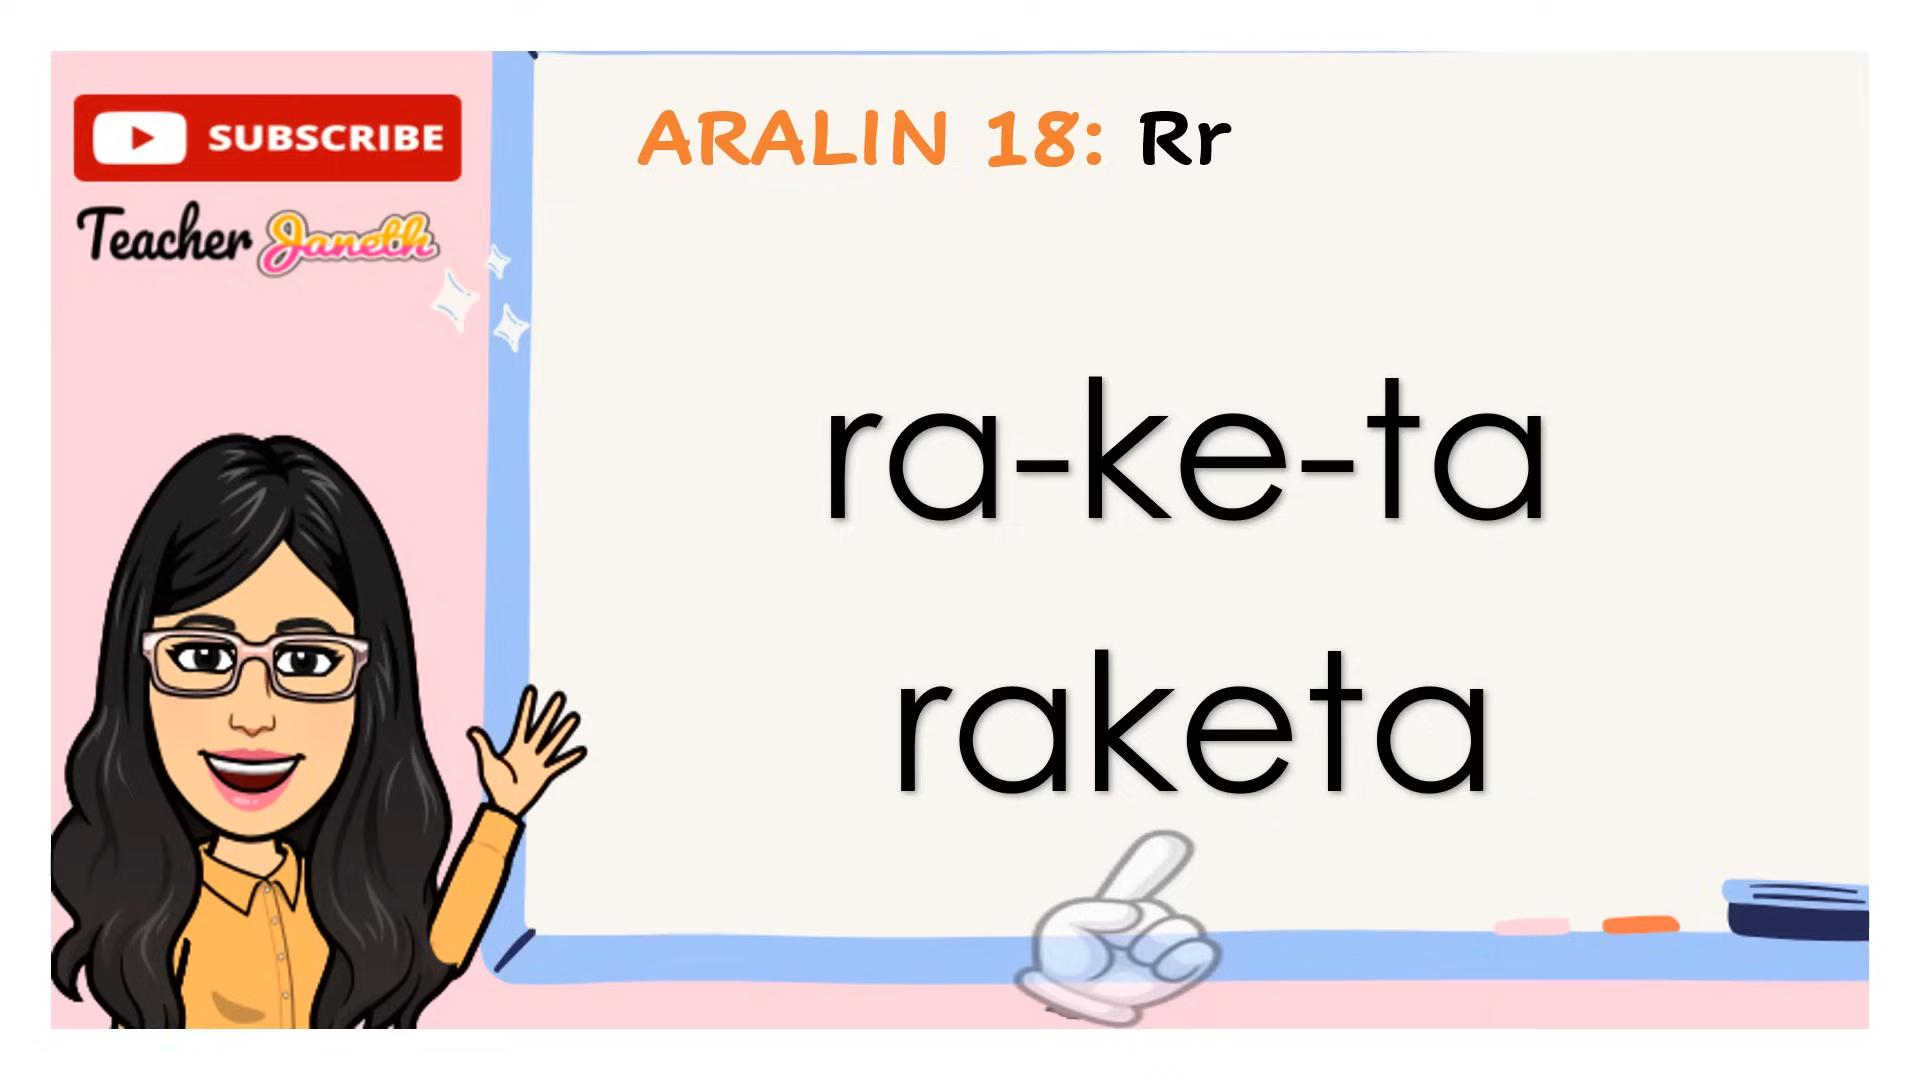 SUBSCRIBE
Teacher Janeth
ARALIN 18: Rr
ra-ke-ta
raketa